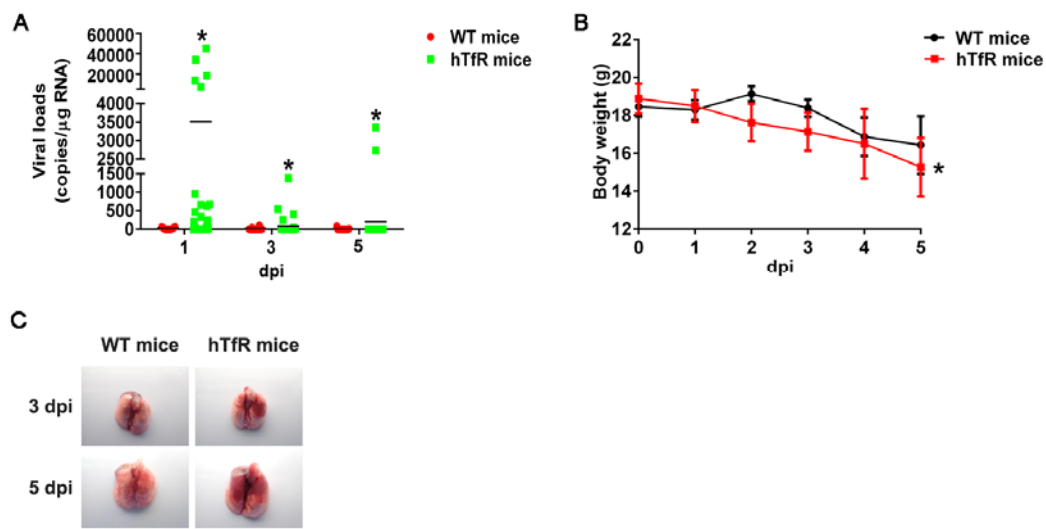 A
Viral loads
(copies/μg RNA)
60000
40000
20000
4000
3500
3000
2500
2000
1500
1000
500
0
*
*
*
1
3
5
dpi
WT mice
hTfR mice
B
Body weight (g)
22
20
18
16
14
12
0
1
2
3
4
5
dpi
*
WT mice
hTfR mice
C
WT mice
hTfR mice
3 dpi
5 dpi